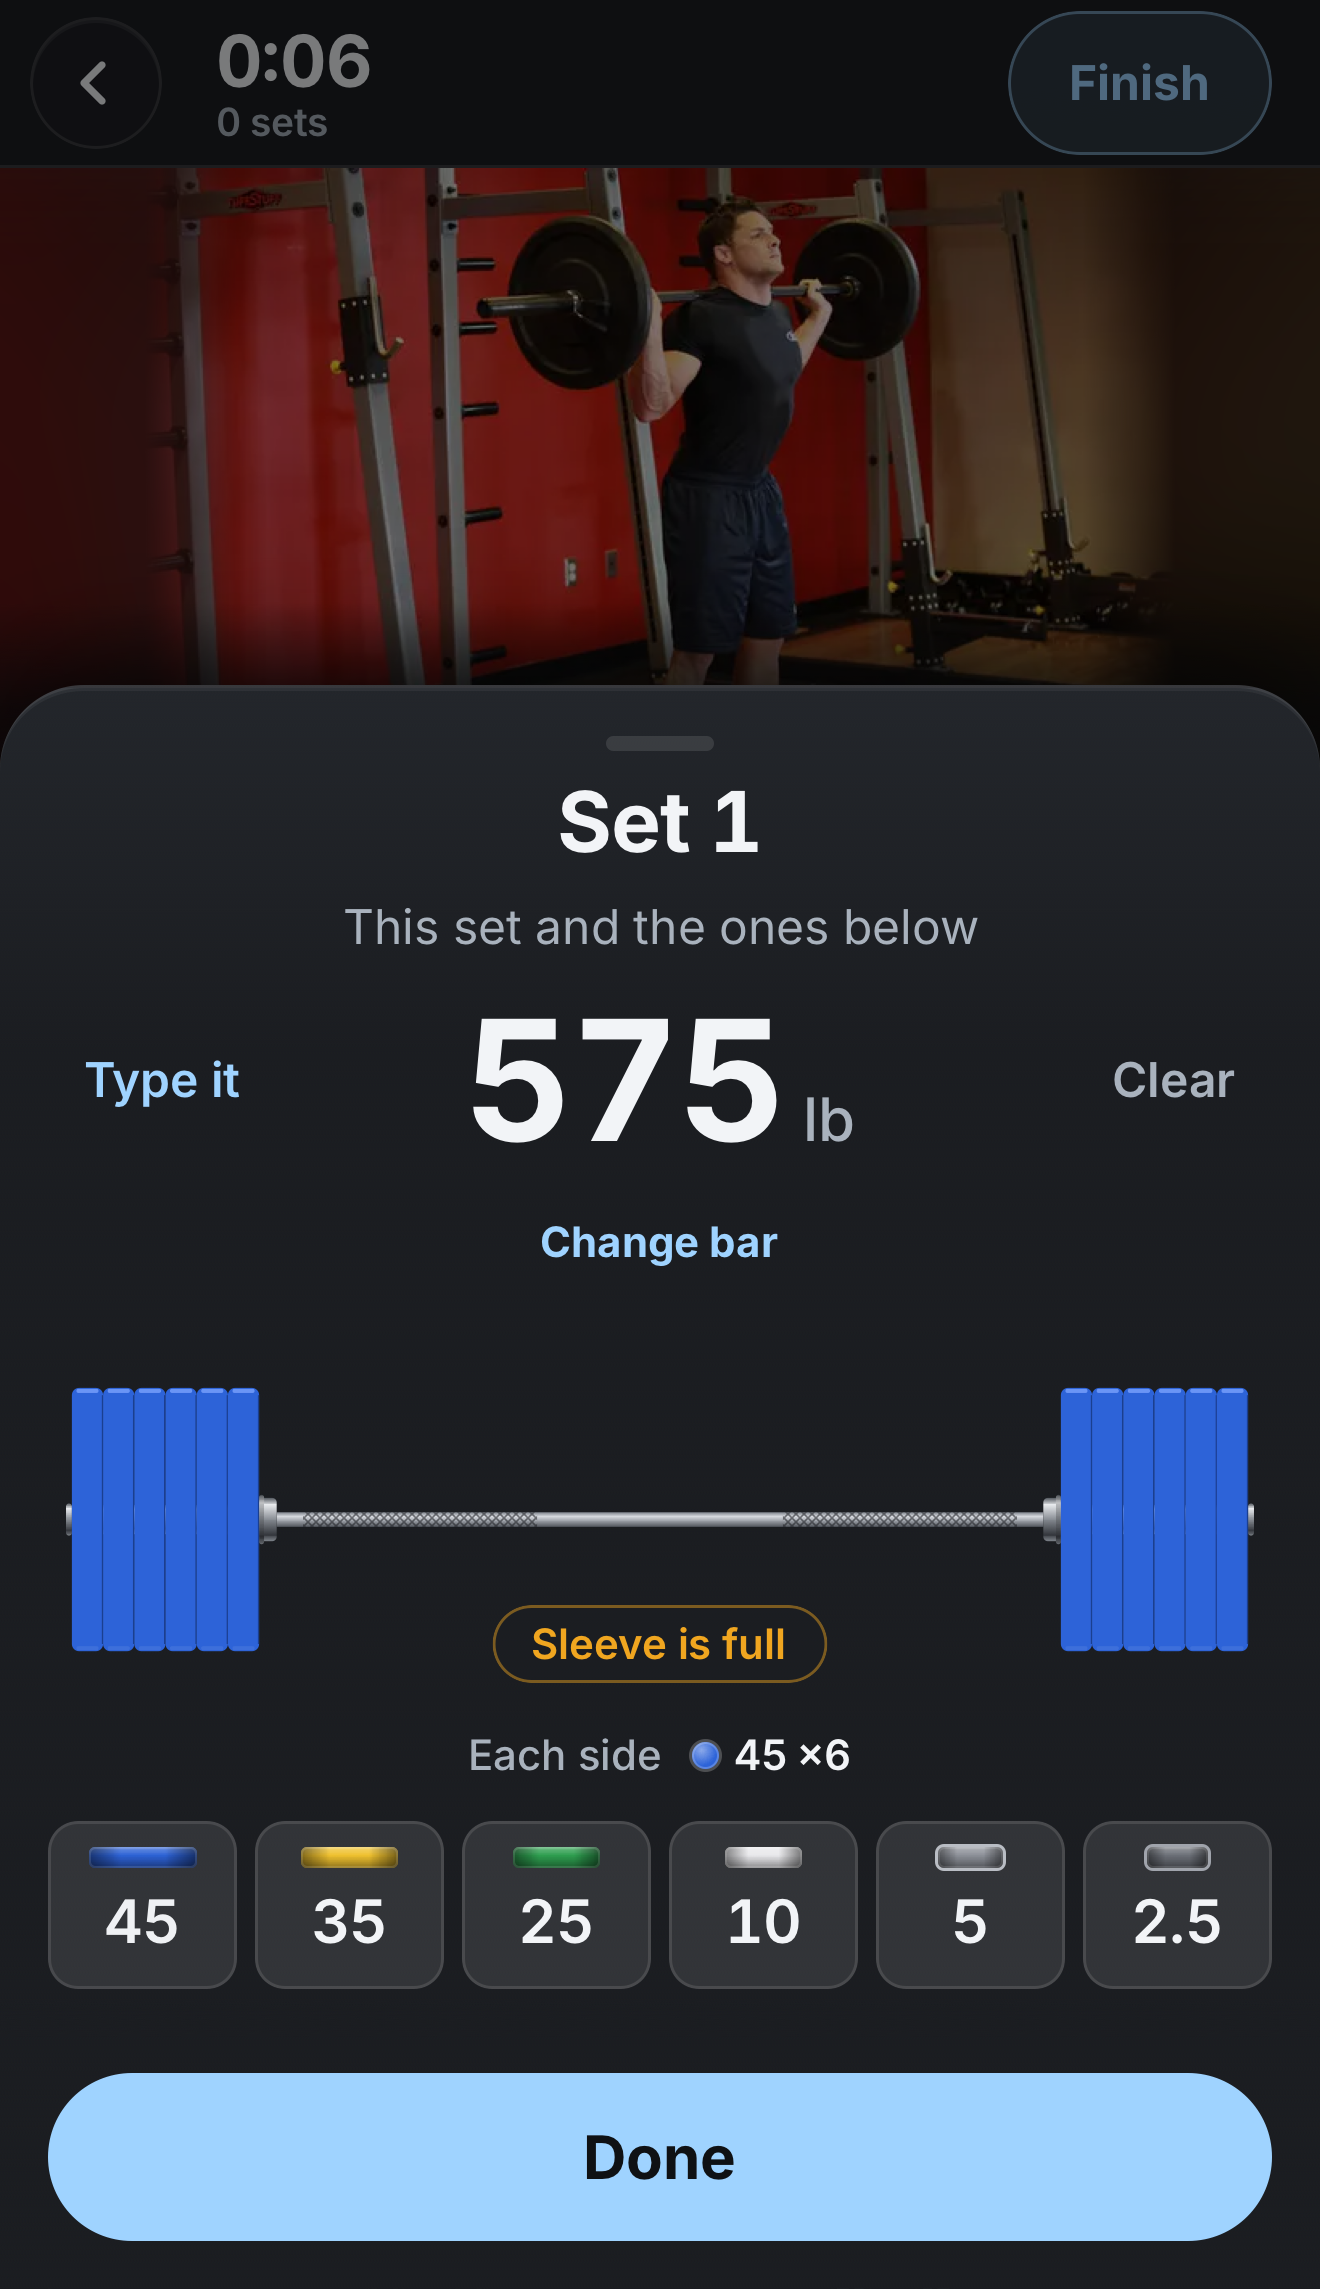 0:06
0 sets
Finish
Set 1
This set and the ones below
Type it
575 lb
Clear
Change bar
Sleeve is full
Each side 45 ×6
45
35
25
10
5
2.5
Done